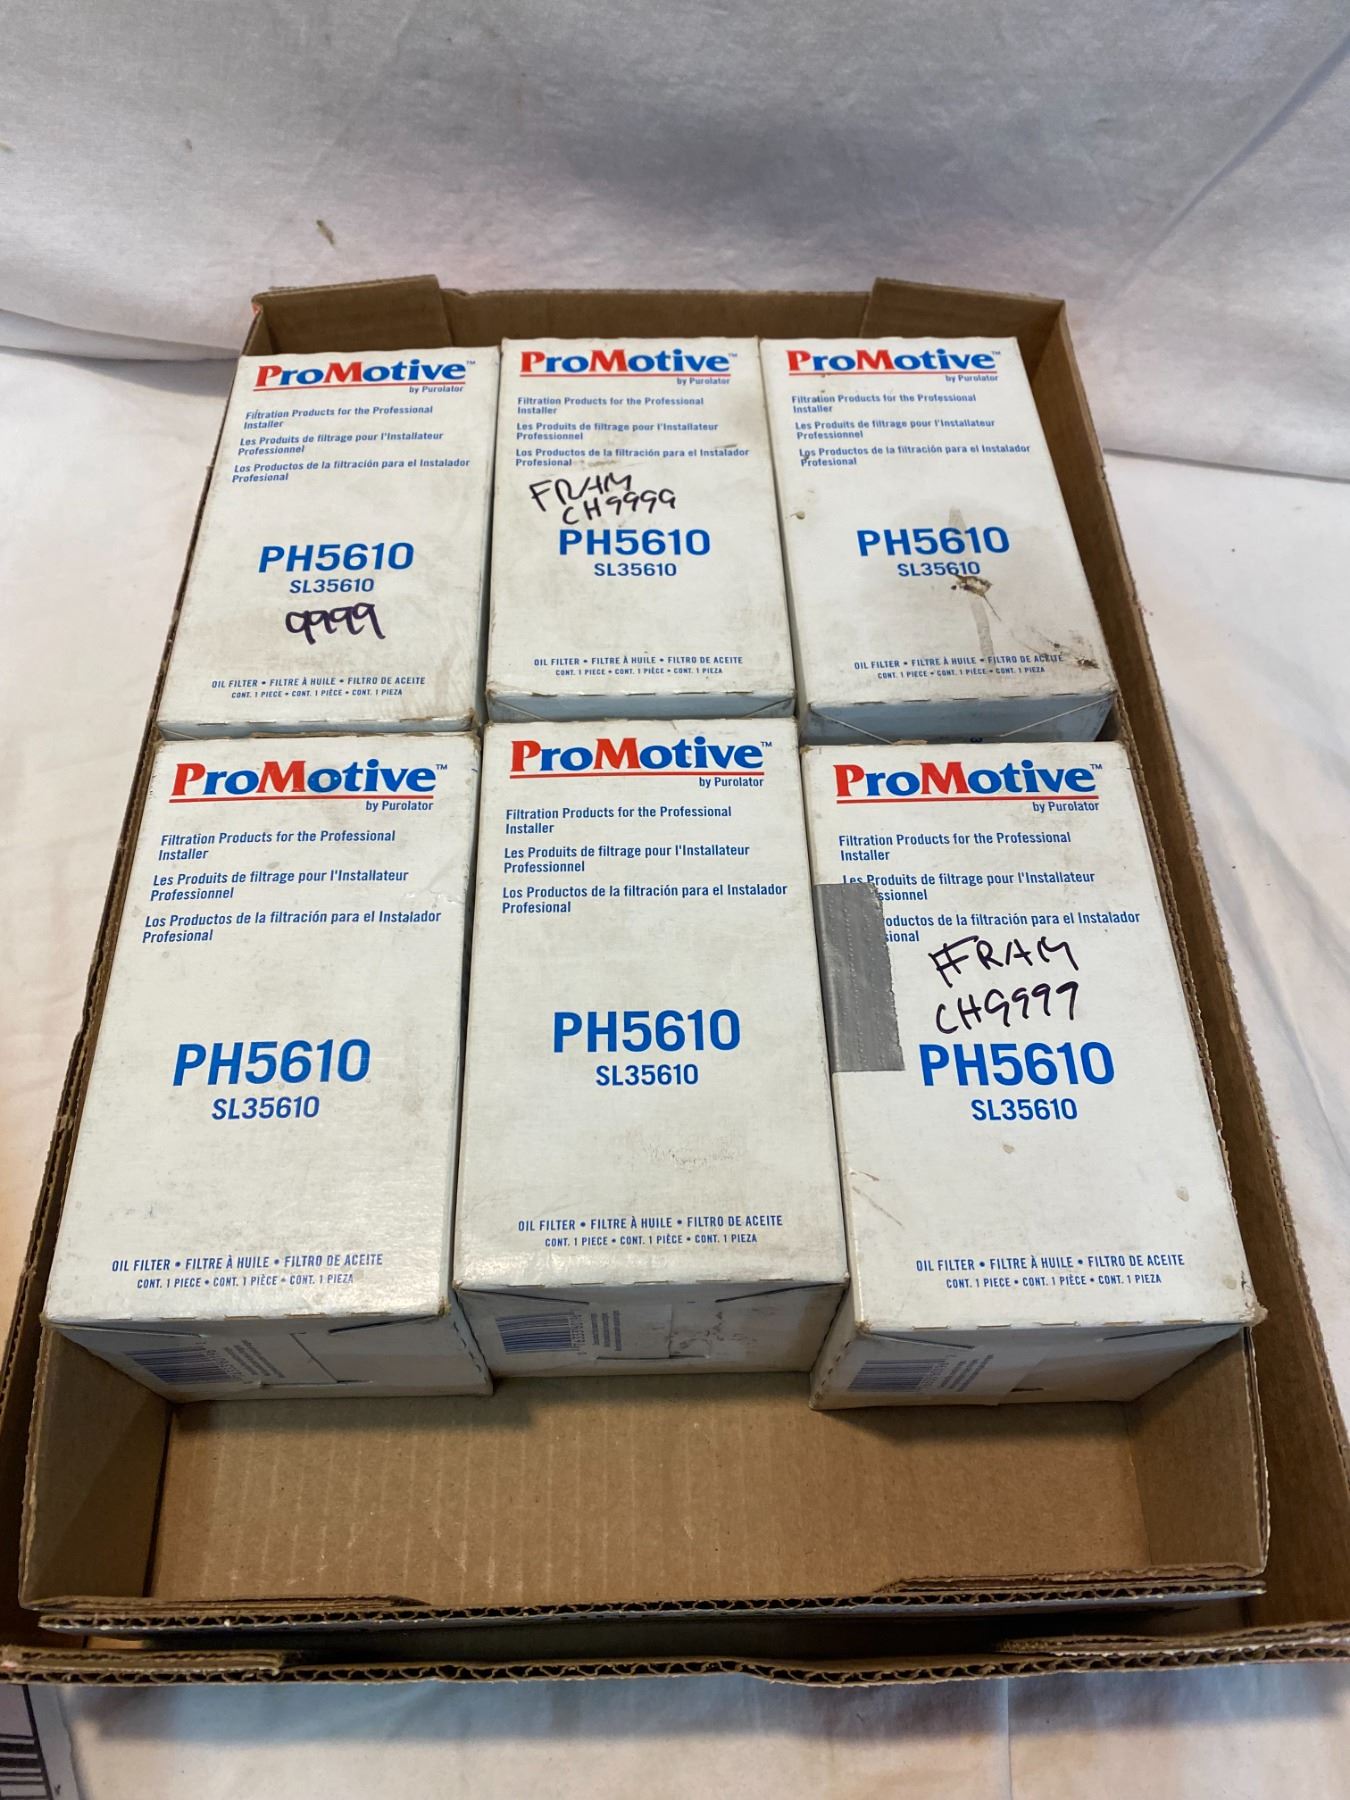 ProMotive™
by Purolator
Filtration Products for the Professional
Installer
Les Produits de filtrage pour l'Installateur
Professionnel
Los Productos de la filtración para el Instalador
Profesional
PH5610
SL35610
9999
OIL FILTER • FILTRE À HUILE • FILTRO DE ACEITE
CONT. 1 PIECE • CONT. 1 PIÈCE • CONT. 1 PIEZA
ProMotive™
by Purolator
Filtration Products for the Professional
Installer
Les Produits de filtrage pour l'Installateur
Professionnel
Los Productos de la filtración para el Instalador
Profesional
FRAM
CH9999
PH5610
SL35610
OIL FILTER • FILTRE À HUILE • FILTRO DE ACEITE
CONT. 1 PIECE • CONT. 1 PIÈCE • CONT. 1 PIEZA
ProMotive™
by Purolator
Filtration Products for the Professional
Installer
Les Produits de filtrage pour l'Installateur
Professionnel
Los Productos de la filtración para el Instalador
Profesional
PH5610
SL35610
OIL FILTER • FILTRE À HUILE • FILTRO DE ACEITE
CONT. 1 PIECE • CONT. 1 PIÈCE • CONT. 1 PIEZA
ProMotive™
by Purolator
Filtration Products for the Professional
Installer
Les Produits de filtrage pour l'Installateur
Professionnel
Los Productos de la filtración para el Instalador
Profesional
PH5610
SL35610
OIL FILTER • FILTRE À HUILE • FILTRO DE ACEITE
CONT. 1 PIECE • CONT. 1 PIÈCE • CONT. 1 PIEZA
ProMotive™
by Purolator
Filtration Products for the Professional
Installer
Les Produits de filtrage pour l'Installateur
Professionnel
Los Productos de la filtración para el Instalador
Profesional
PH5610
SL35610
OIL FILTER • FILTRE À HUILE • FILTRO DE ACEITE
CONT. 1 PIECE • CONT. 1 PIÈCE • CONT. 1 PIEZA
ProMotive™
by Purolator
Filtration Products for the Professional
Installer
Les Produits de filtrage pour l'Installateur
ssionnel
oductos de la filtración para el Instalador
sional
FRAM
CH9999
PH5610
SL35610
OIL FILTER • FILTRE À HUILE • FILTRO DE ACEITE
CONT. 1 PIECE • CONT. 1 PIÈCE • CONT. 1 PIEZA